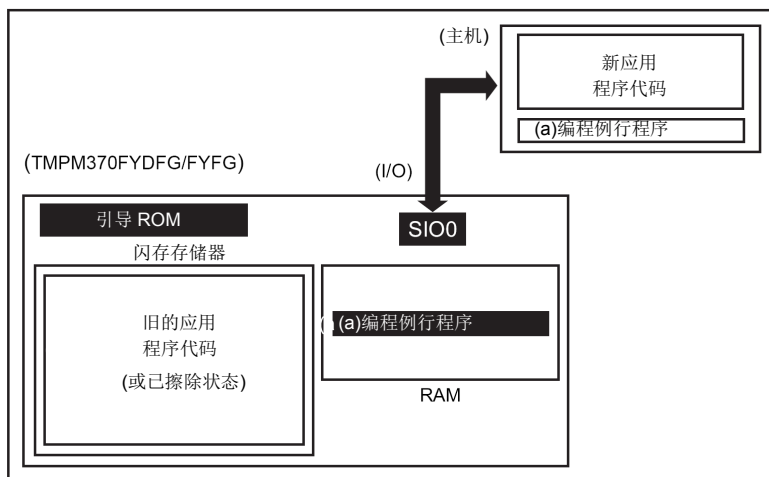 (主机)
新应用
程序代码
(a)编程例行程序
(TMPM370FYDFG/FYFG)
(I/O)
引导 ROM
SIO0
闪存存储器
旧的应用
程序代码
(或已擦除状态)
(a)编程例行程序
RAM